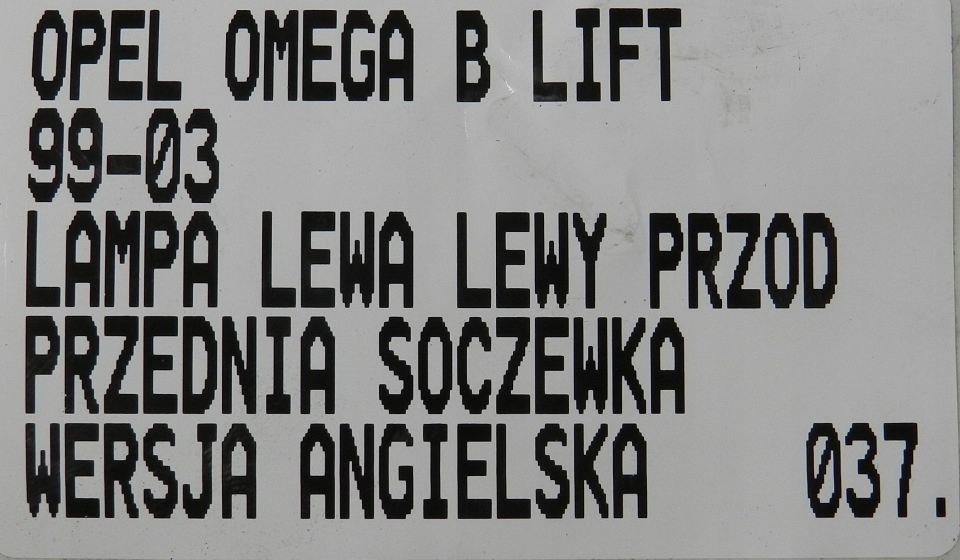 OPEL OMEGA B LIFT
99-03
LAMPA LEWA LEWY PRZOD
PRZEDNIA SOCZEWKA
WERSJA ANGIELSKA 037.